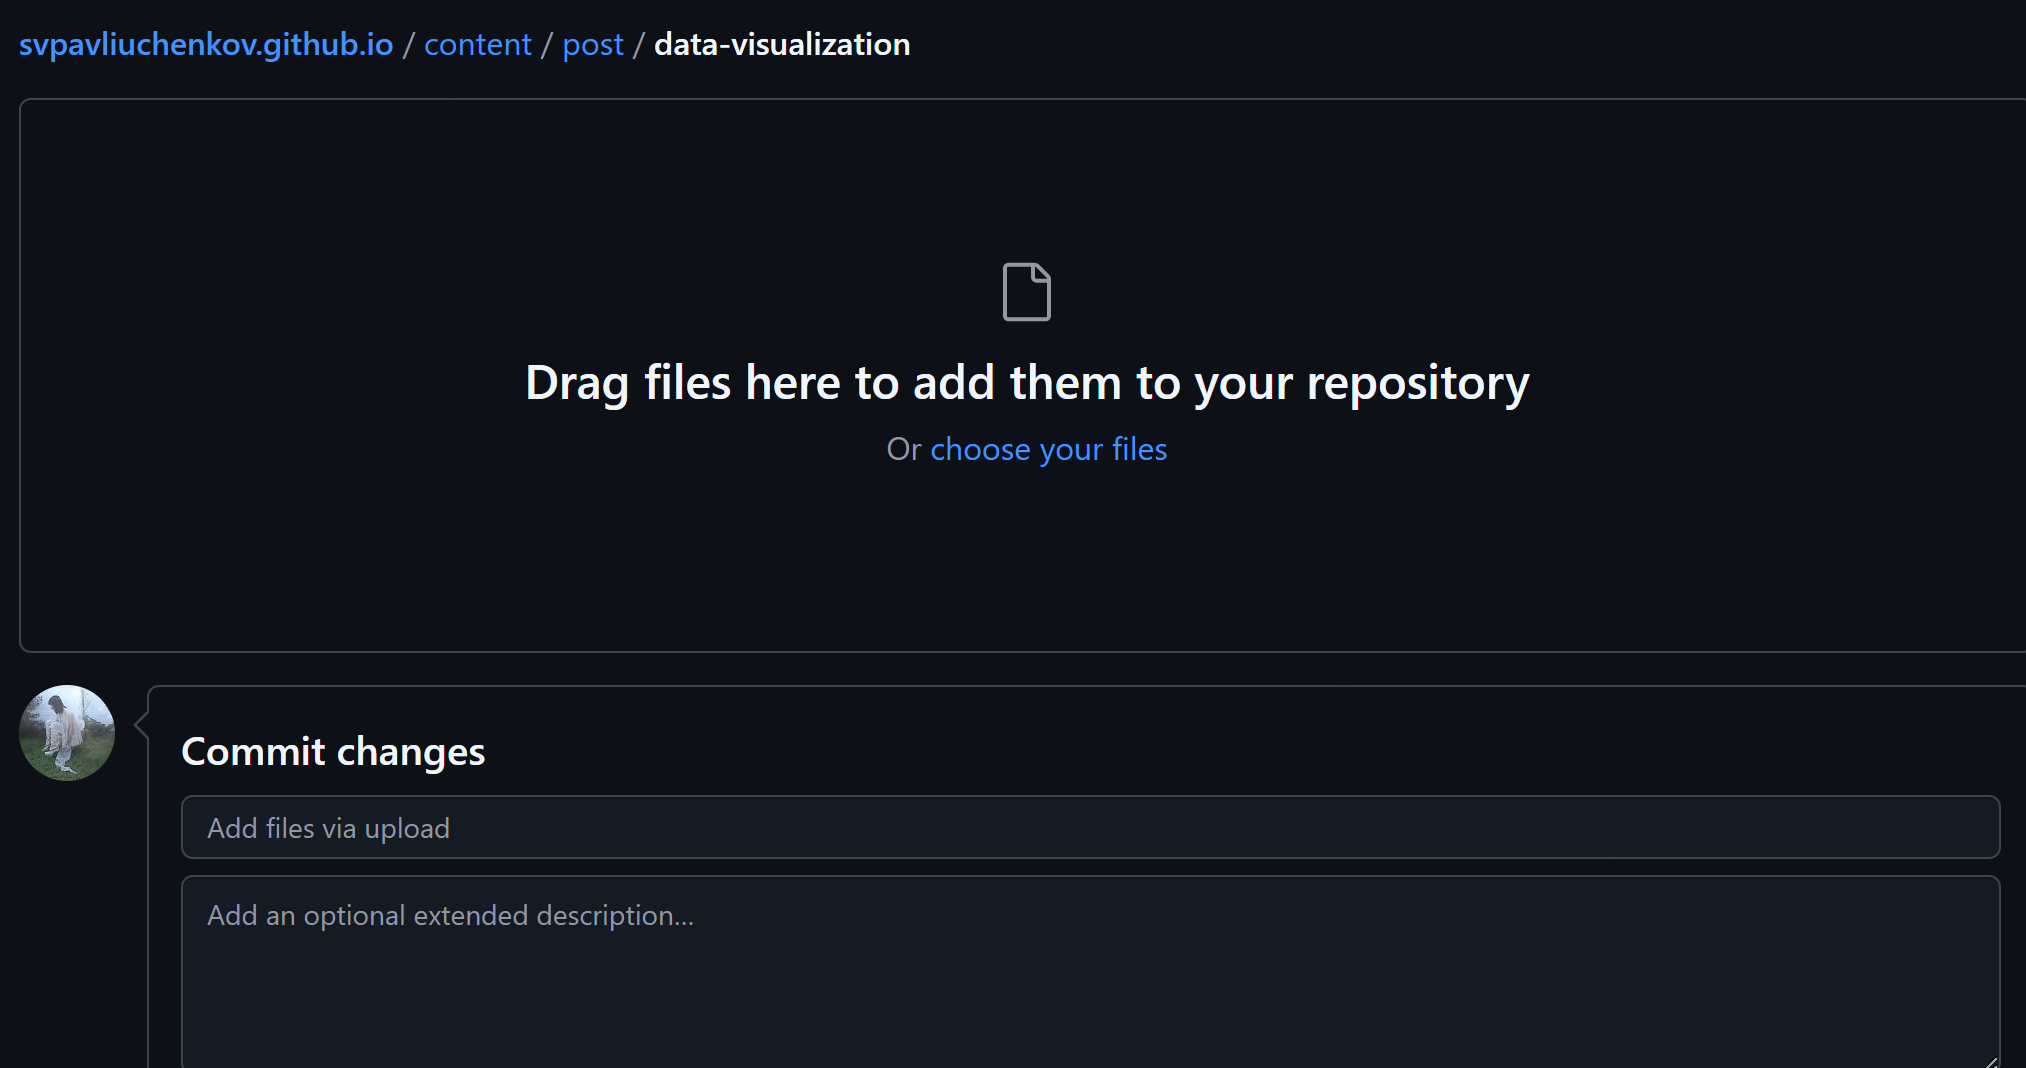 svpavliuchenkov.github.io / content / post / data-visualization
Drag files here to add them to your repository
Or choose your files
Commit changes
Add files via upload
Add an optional extended description...